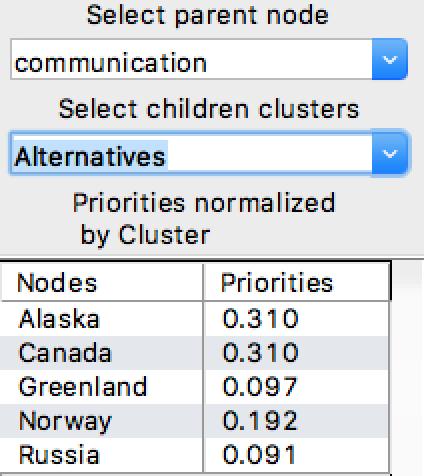 Select parent node
communication
Select children clusters
Alternatives
Priorities normalized
by Cluster
Nodes Priorities
Alaska 0.310
Canada 0.310
Greenland 0.097
Norway 0.192
Russia 0.091